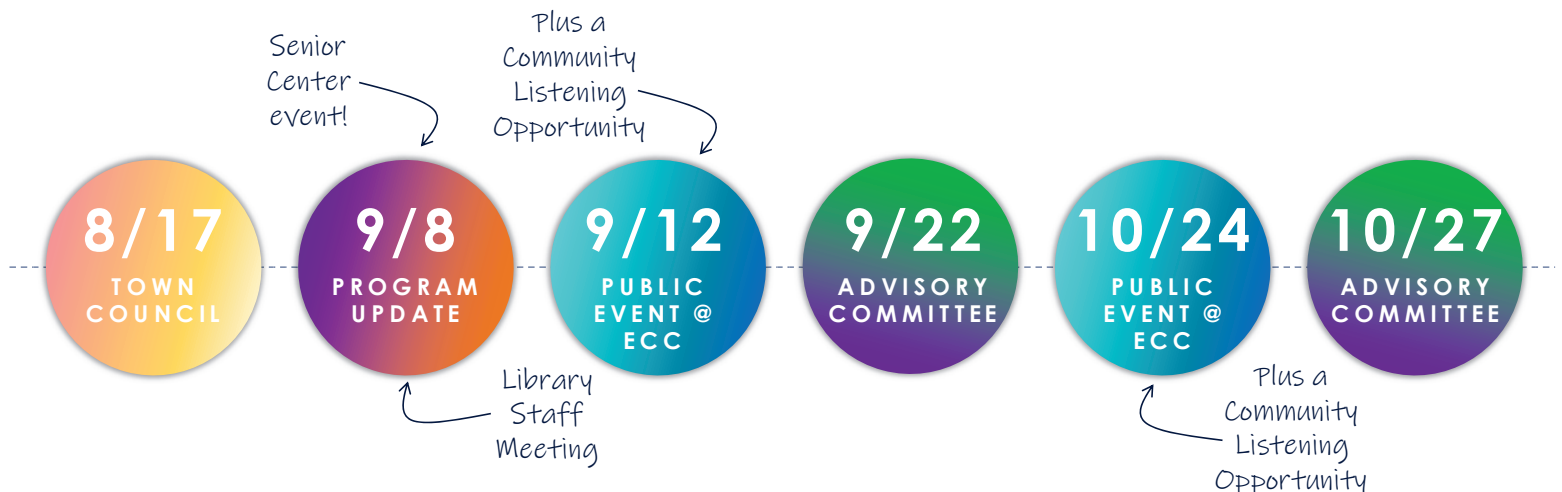 Senior
Center
event!
Plus a
Community
Listening
Opportunity
8/17
TOWN
COUNCIL
9/8
PROGRAM
UPDATE
9/12
PUBLIC
EVENT @
ECC
9/22
ADVISORY
COMMITTEE
10/24
PUBLIC
EVENT @
ECC
10/27
ADVISORY
COMMITTEE
Library
Staff
Meeting
Plus a
Community
Listening
Opportunity